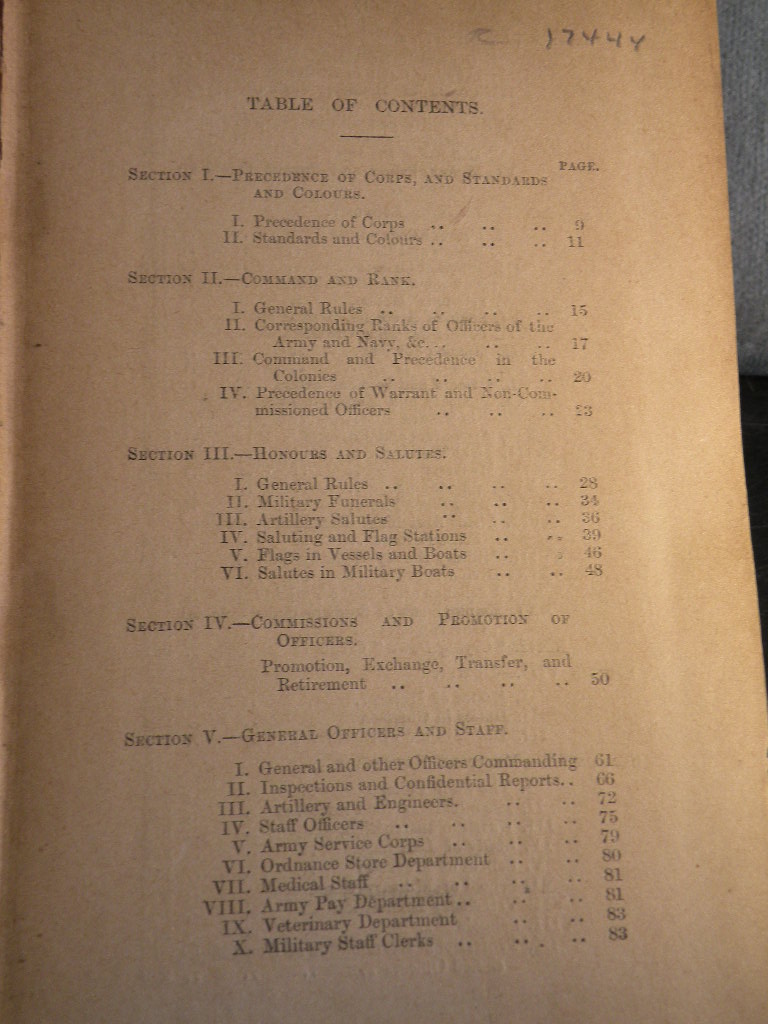 17444
TABLE OF CONTENTS.
PAGE.
SECTION I.—PRECEDENCE OF CORPS, AND STANDARDS
AND COLOURS.
I. Precedence of Corps .. .. .. 9
II. Standards and Colours .. .. .. 11
SECTION II.—COMMAND AND RANK.
I. General Rules .. .. .. .. 15
II. Corresponding Ranks of Officers of the
Army and Navy, &c. .. .. .. 17
III. Command and Precedence in the
Colonies .. .. .. .. 20
IV. Precedence of Warrant and Non-Com-
missioned Officers .. .. .. 23
SECTION III.—HONOURS AND SALUTES.
I. General Rules .. .. .. .. 28
II. Military Funerals .. .. .. 34
III. Artillery Salutes .. .. .. 36
IV. Saluting and Flag Stations .. .. 39
V. Flags in Vessels and Boats .. .. 46
VI. Salutes in Military Boats .. .. 48
SECTION IV.—COMMISSIONS AND PROMOTION OF
OFFICERS.
Promotion, Exchange, Transfer, and
Retirement .. .. .. .. 50
SECTION V.—GENERAL OFFICERS AND STAFF.
I. General and other Officers Commanding 61
II. Inspections and Confidential Reports.. 66
III. Artillery and Engineers. .. .. 72
IV. Staff Officers .. .. .. .. 75
V. Army Service Corps .. .. .. 79
VI. Ordnance Store Department .. .. 80
VII. Medical Staff .. .. .. .. 81
VIII. Army Pay Department .. .. .. 81
IX. Veterinary Department .. .. 83
X. Military Staff Clerks .. .. .. 83